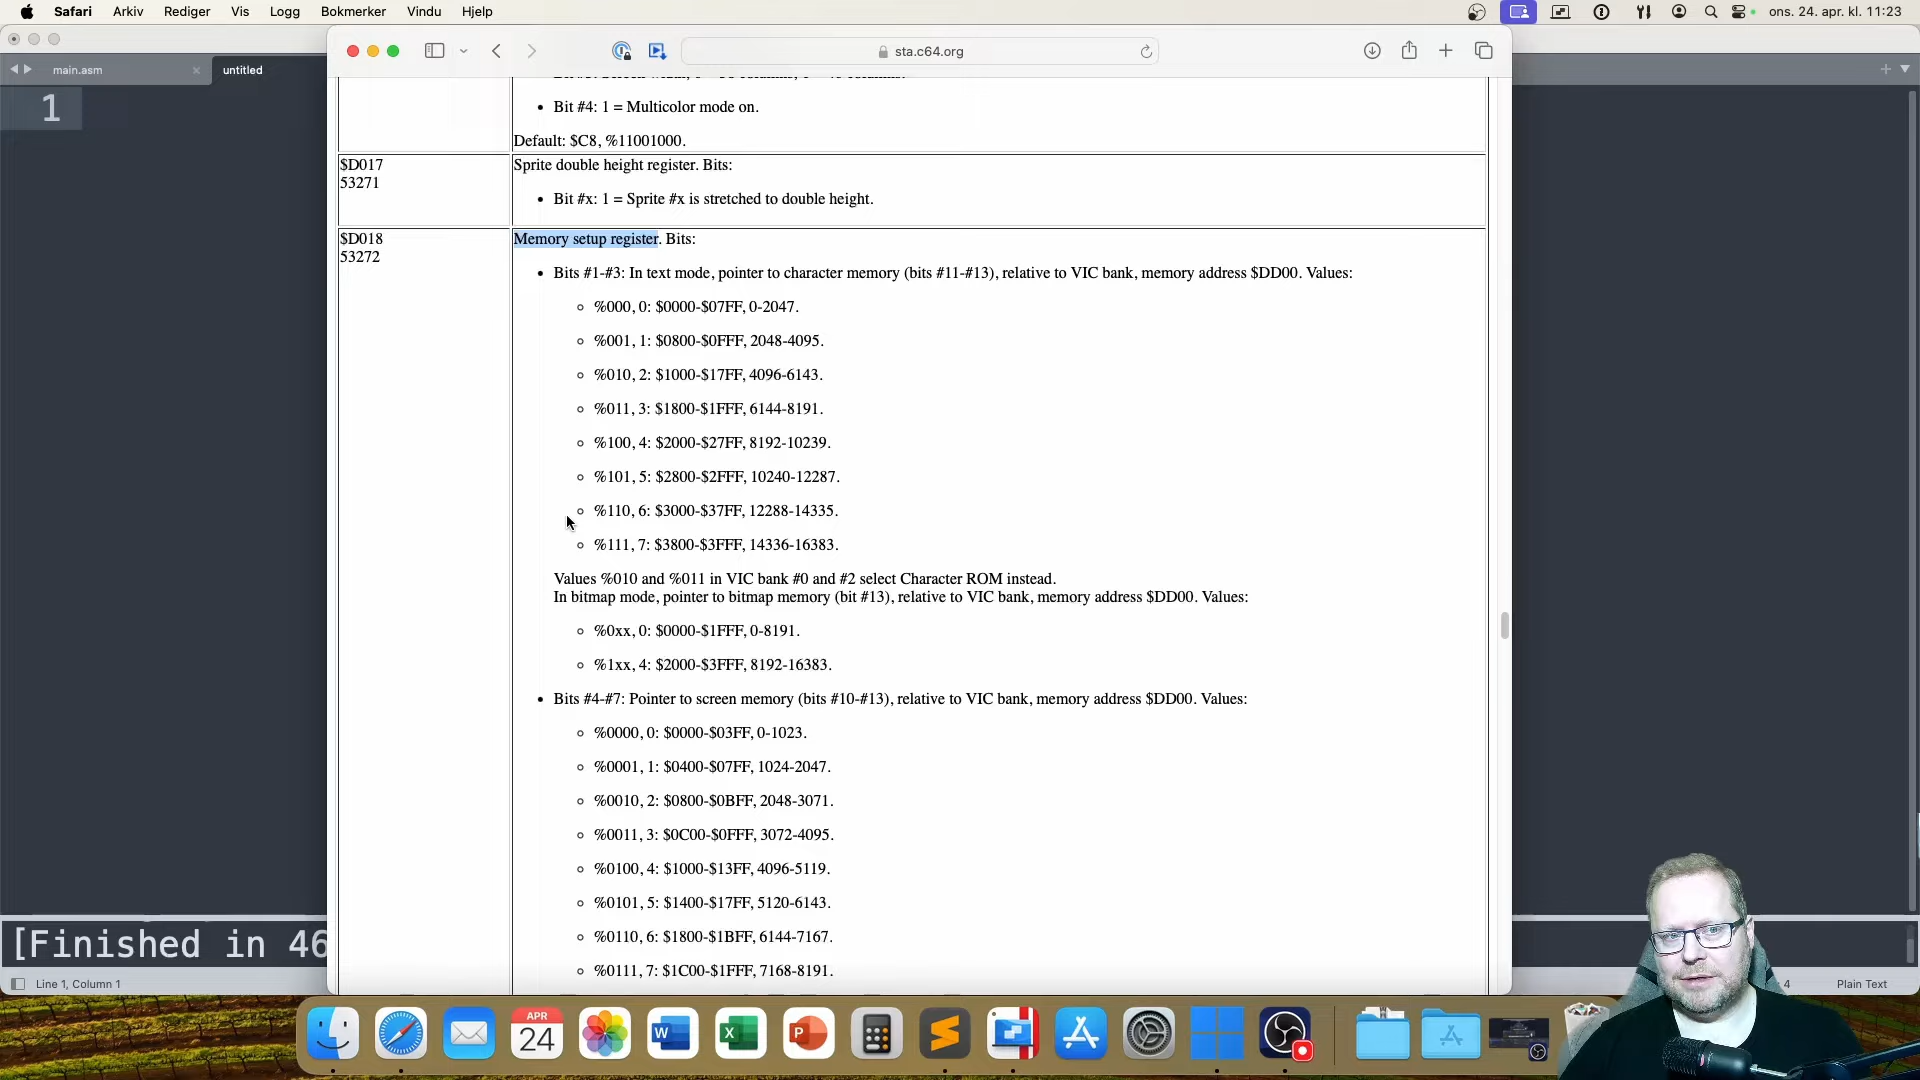 Safari Arkiv Rediger Vis Logg Bokmerker Vindu Hjelp
ons. 24. apr. kl. 11:23
main.asm
untitled
sta.c64.org
1
• Bit #4: 1 = Multicolor mode on.
Default: $C8, %11001000.
$D017
53271
Sprite double height register. Bits:
• Bit #x: 1 = Sprite #x is stretched to double height.
$D018
53272
Memory setup register. Bits:
• Bits #1-#3: In text mode, pointer to character memory (bits #11-#13), relative to VIC bank, memory address $DD00. Values:
◦ %000, 0: $0000-$07FF, 0-2047.
◦ %001, 1: $0800-$0FFF, 2048-4095.
◦ %010, 2: $1000-$17FF, 4096-6143.
◦ %011, 3: $1800-$1FFF, 6144-8191.
◦ %100, 4: $2000-$27FF, 8192-10239.
◦ %101, 5: $2800-$2FFF, 10240-12287.
◦ %110, 6: $3000-$37FF, 12288-14335.
◦ %111, 7: $3800-$3FFF, 14336-16383.
Values %010 and %011 in VIC bank #0 and #2 select Character ROM instead.
In bitmap mode, pointer to bitmap memory (bit #13), relative to VIC bank, memory address $DD00. Values:
◦ %0xx, 0: $0000-$1FFF, 0-8191.
◦ %1xx, 4: $2000-$3FFF, 8192-16383.
• Bits #4-#7: Pointer to screen memory (bits #10-#13), relative to VIC bank, memory address $DD00. Values:
◦ %0000, 0: $0000-$03FF, 0-1023.
◦ %0001, 1: $0400-$07FF, 1024-2047.
◦ %0010, 2: $0800-$0BFF, 2048-3071.
◦ %0011, 3: $0C00-$0FFF, 3072-4095.
◦ %0100, 4: $1000-$13FF, 4096-5119.
◦ %0101, 5: $1400-$17FF, 5120-6143.
◦ %0110, 6: $1800-$1BFF, 6144-7167.
◦ %0111, 7: $1C00-$1FFF, 7168-8191.
[Finished in 46
Line 1, Column 1
4
Plain Text
APR
24
W
X
P